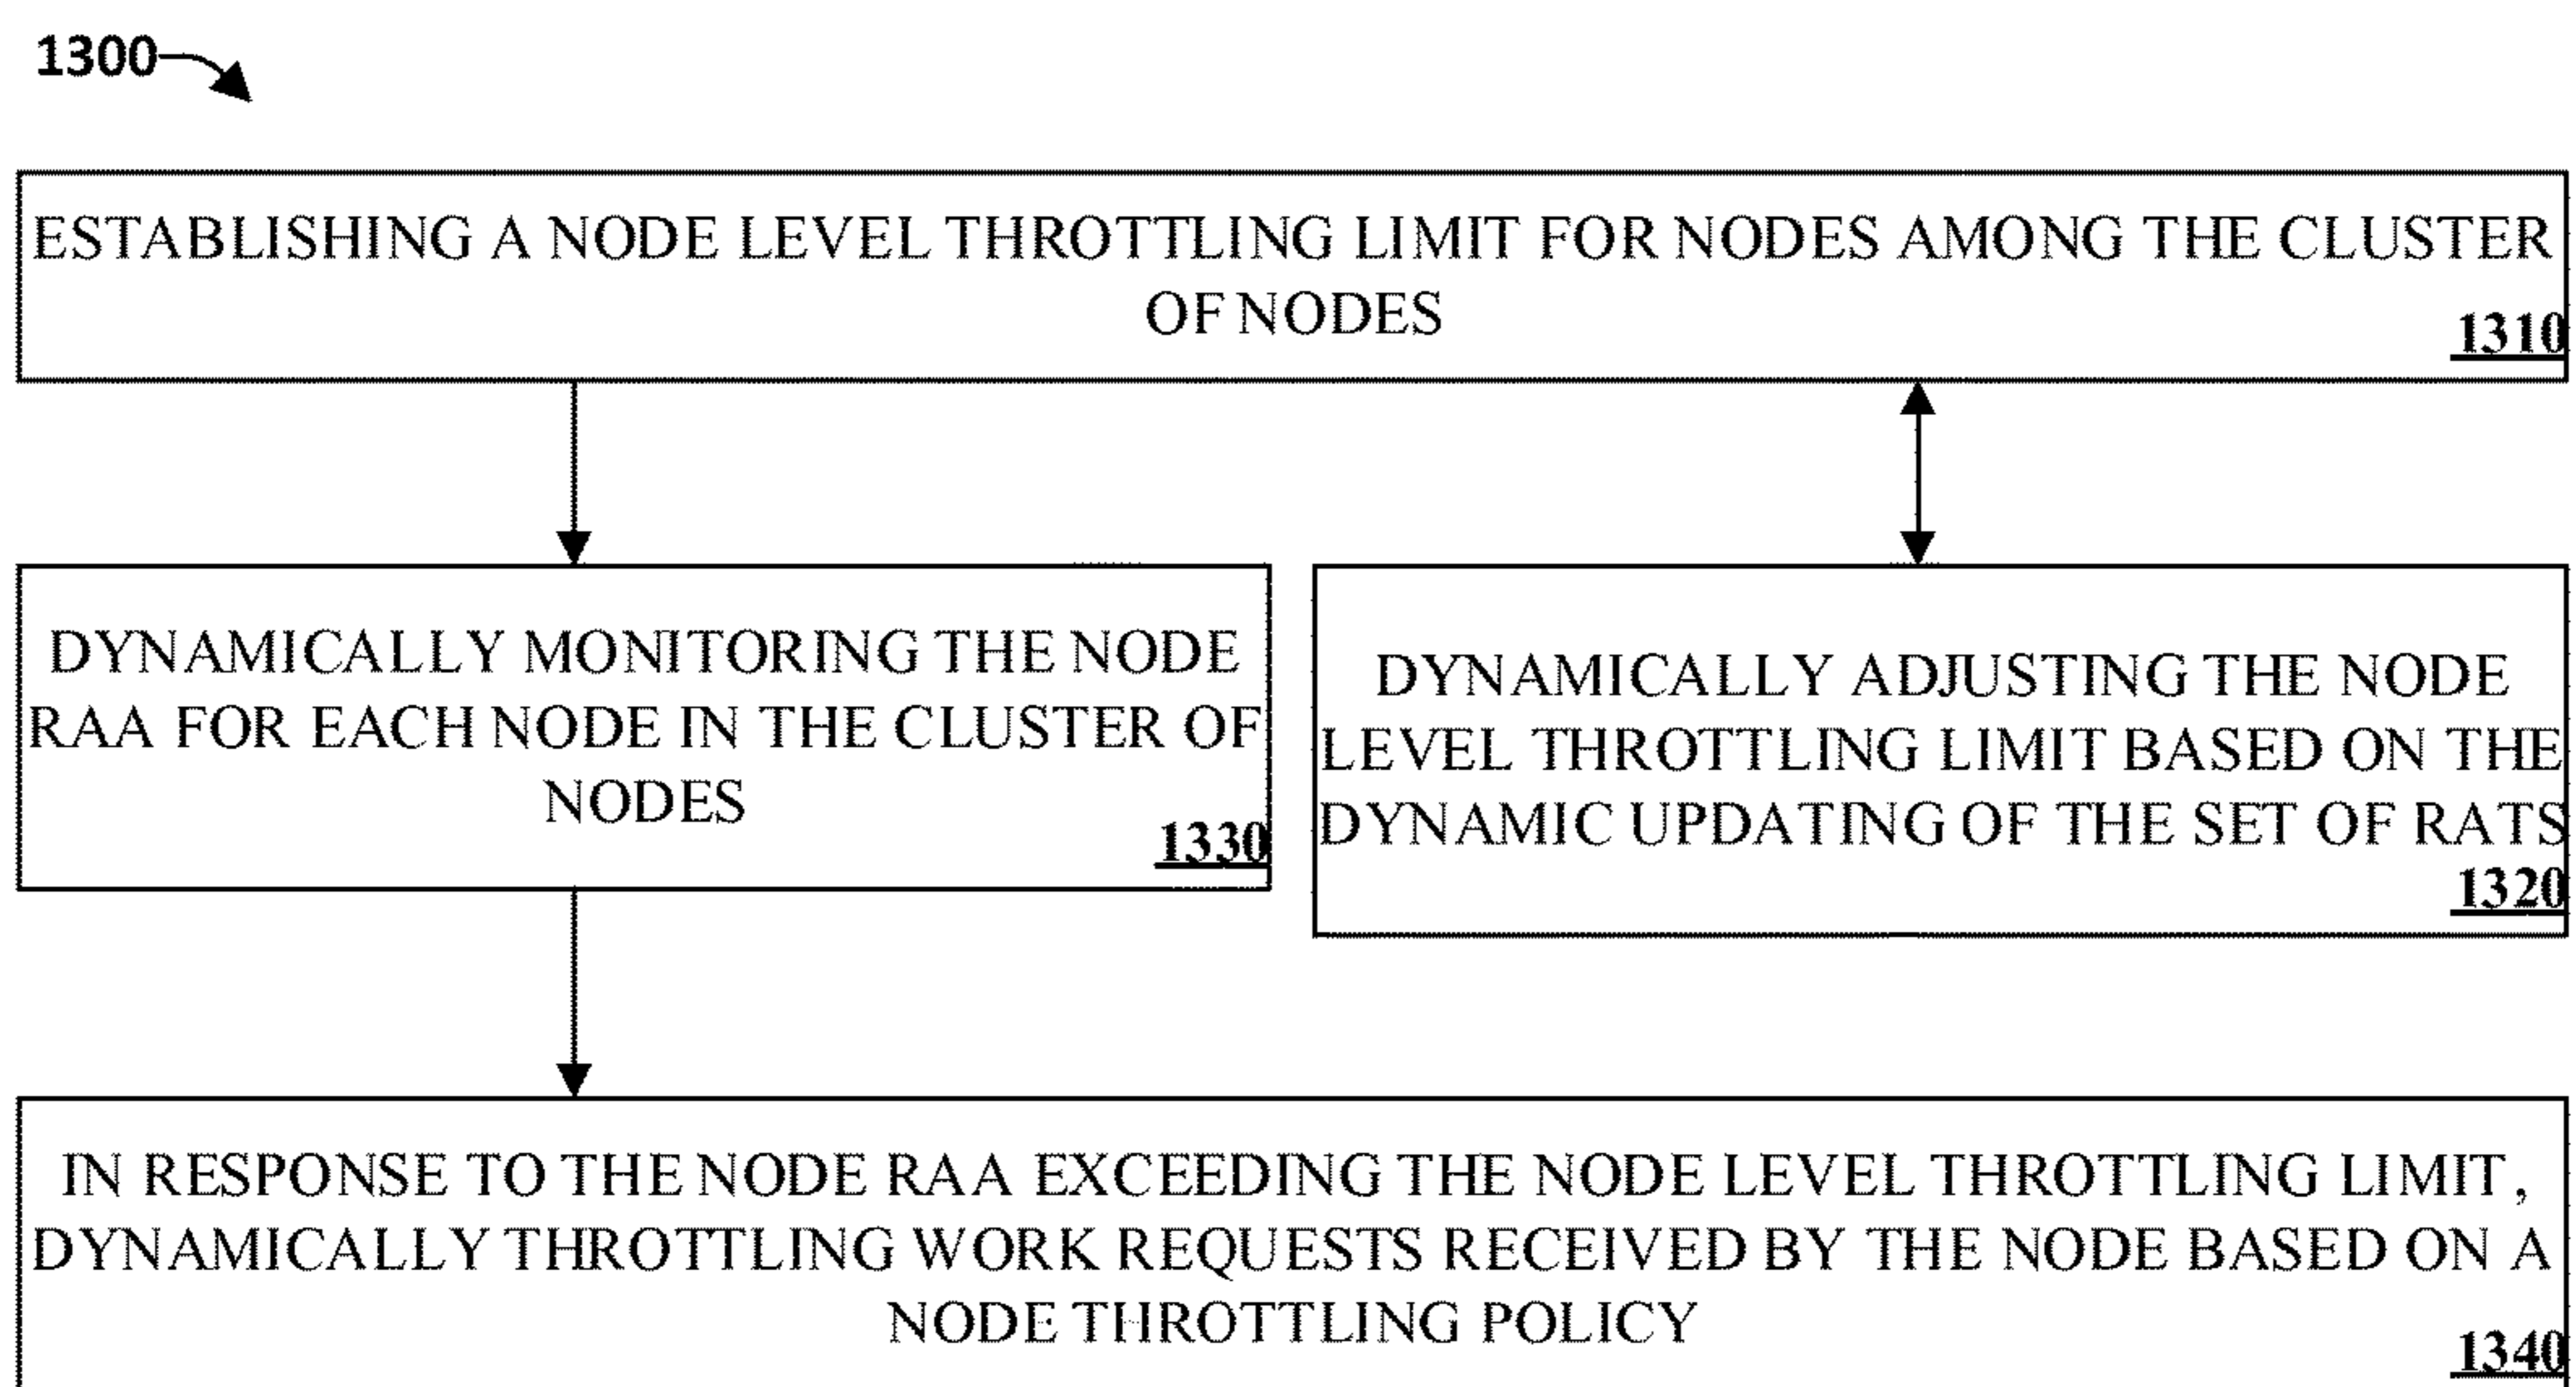 1300
ESTABLISHING A NODE LEVEL THROTTLING LIMIT FOR NODES AMONG THE CLUSTER
OF NODES
1310
DYNAMICALLY MONITORING THE NODE
RAA FOR EACH NODE IN THE CLUSTER OF
NODES
1330
DYNAMICALLY ADJUSTING THE NODE
LEVEL THROTTLING LIMIT BASED ON THE
DYNAMIC UPDATING OF THE SET OF RATS
1320
IN RESPONSE TO THE NODE RAA EXCEEDING THE NODE LEVEL THROTTLING LIMIT,
DYNAMICALLY THROTTLING WORK REQUESTS RECEIVED BY THE NODE BASED ON A
NODE THROTTLING POLICY
1340